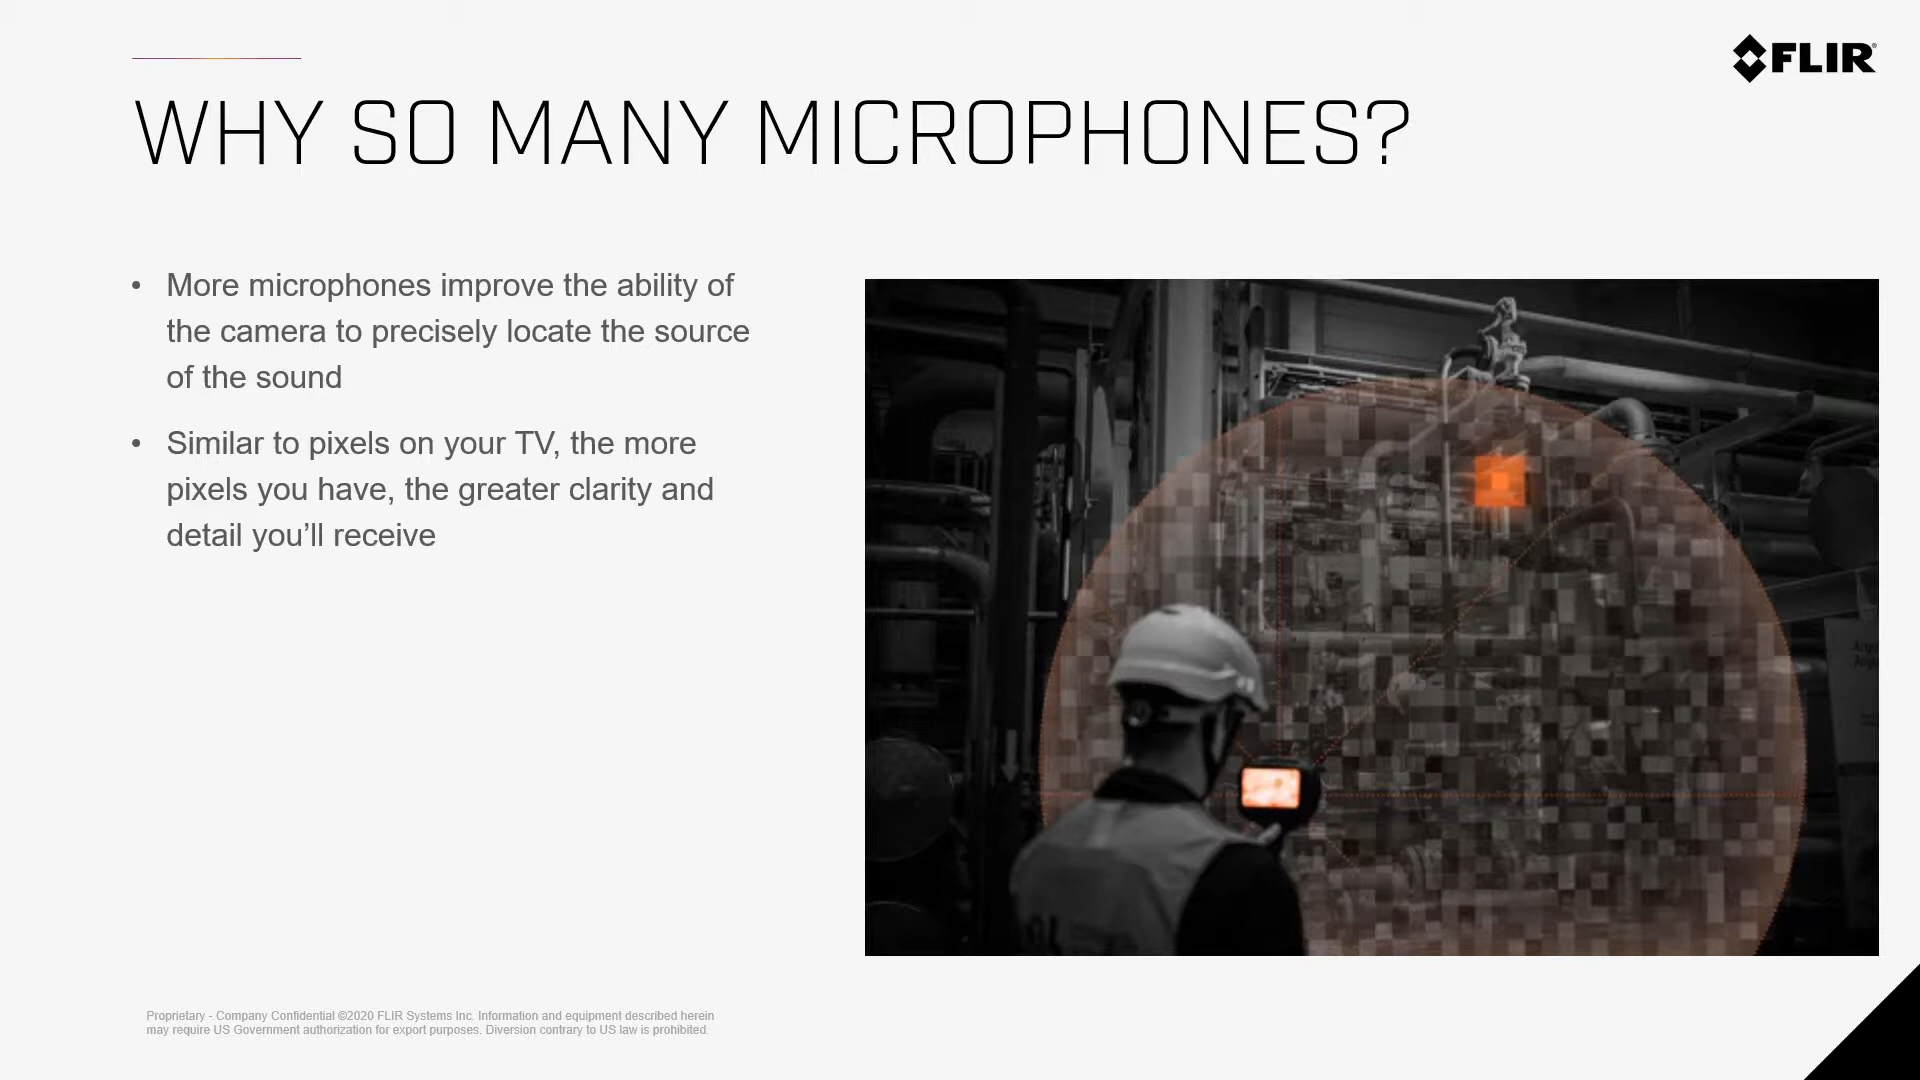 FLIR
WHY SO MANY MICROPHONES?
• More microphones improve the ability of
the camera to precisely locate the source
of the sound
• Similar to pixels on your TV, the more
pixels you have, the greater clarity and
detail you’ll receive
Proprietary - Company Confidential ©2020 FLIR Systems Inc. Information and equipment described herein
may require US Government authorization for export purposes. Diversion contrary to US law is prohibited.